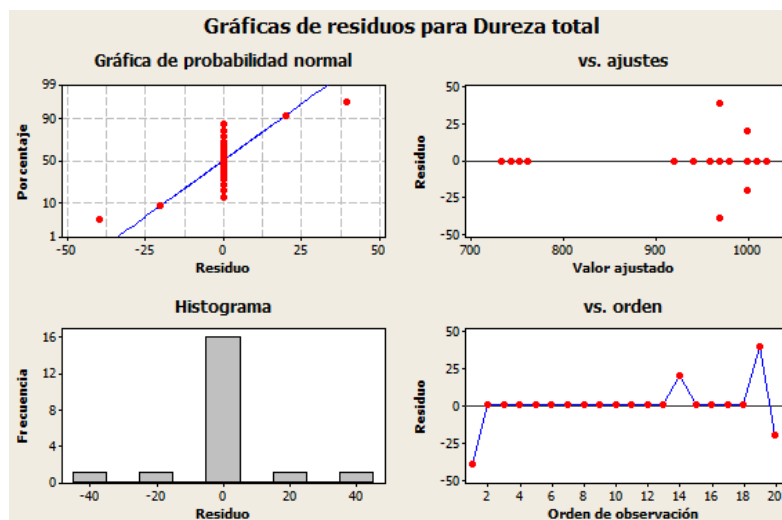 Gráficas de residuos para Dureza total
Gráfica de probabilidad normal
99
90
50
10
1
Porcentaje
-50 -25 0 25 50
Residuo
vs. ajustes
50
25
0
-25
-50
Residuo
700 800 900 1000
Valor ajustado
Histograma
16
12
8
4
0
Frecuencia
-40 -20 0 20 40
Residuo
vs. orden
50
25
0
-25
-50
Residuo
2 4 6 8 10 12 14 16 18 20
Orden de observación